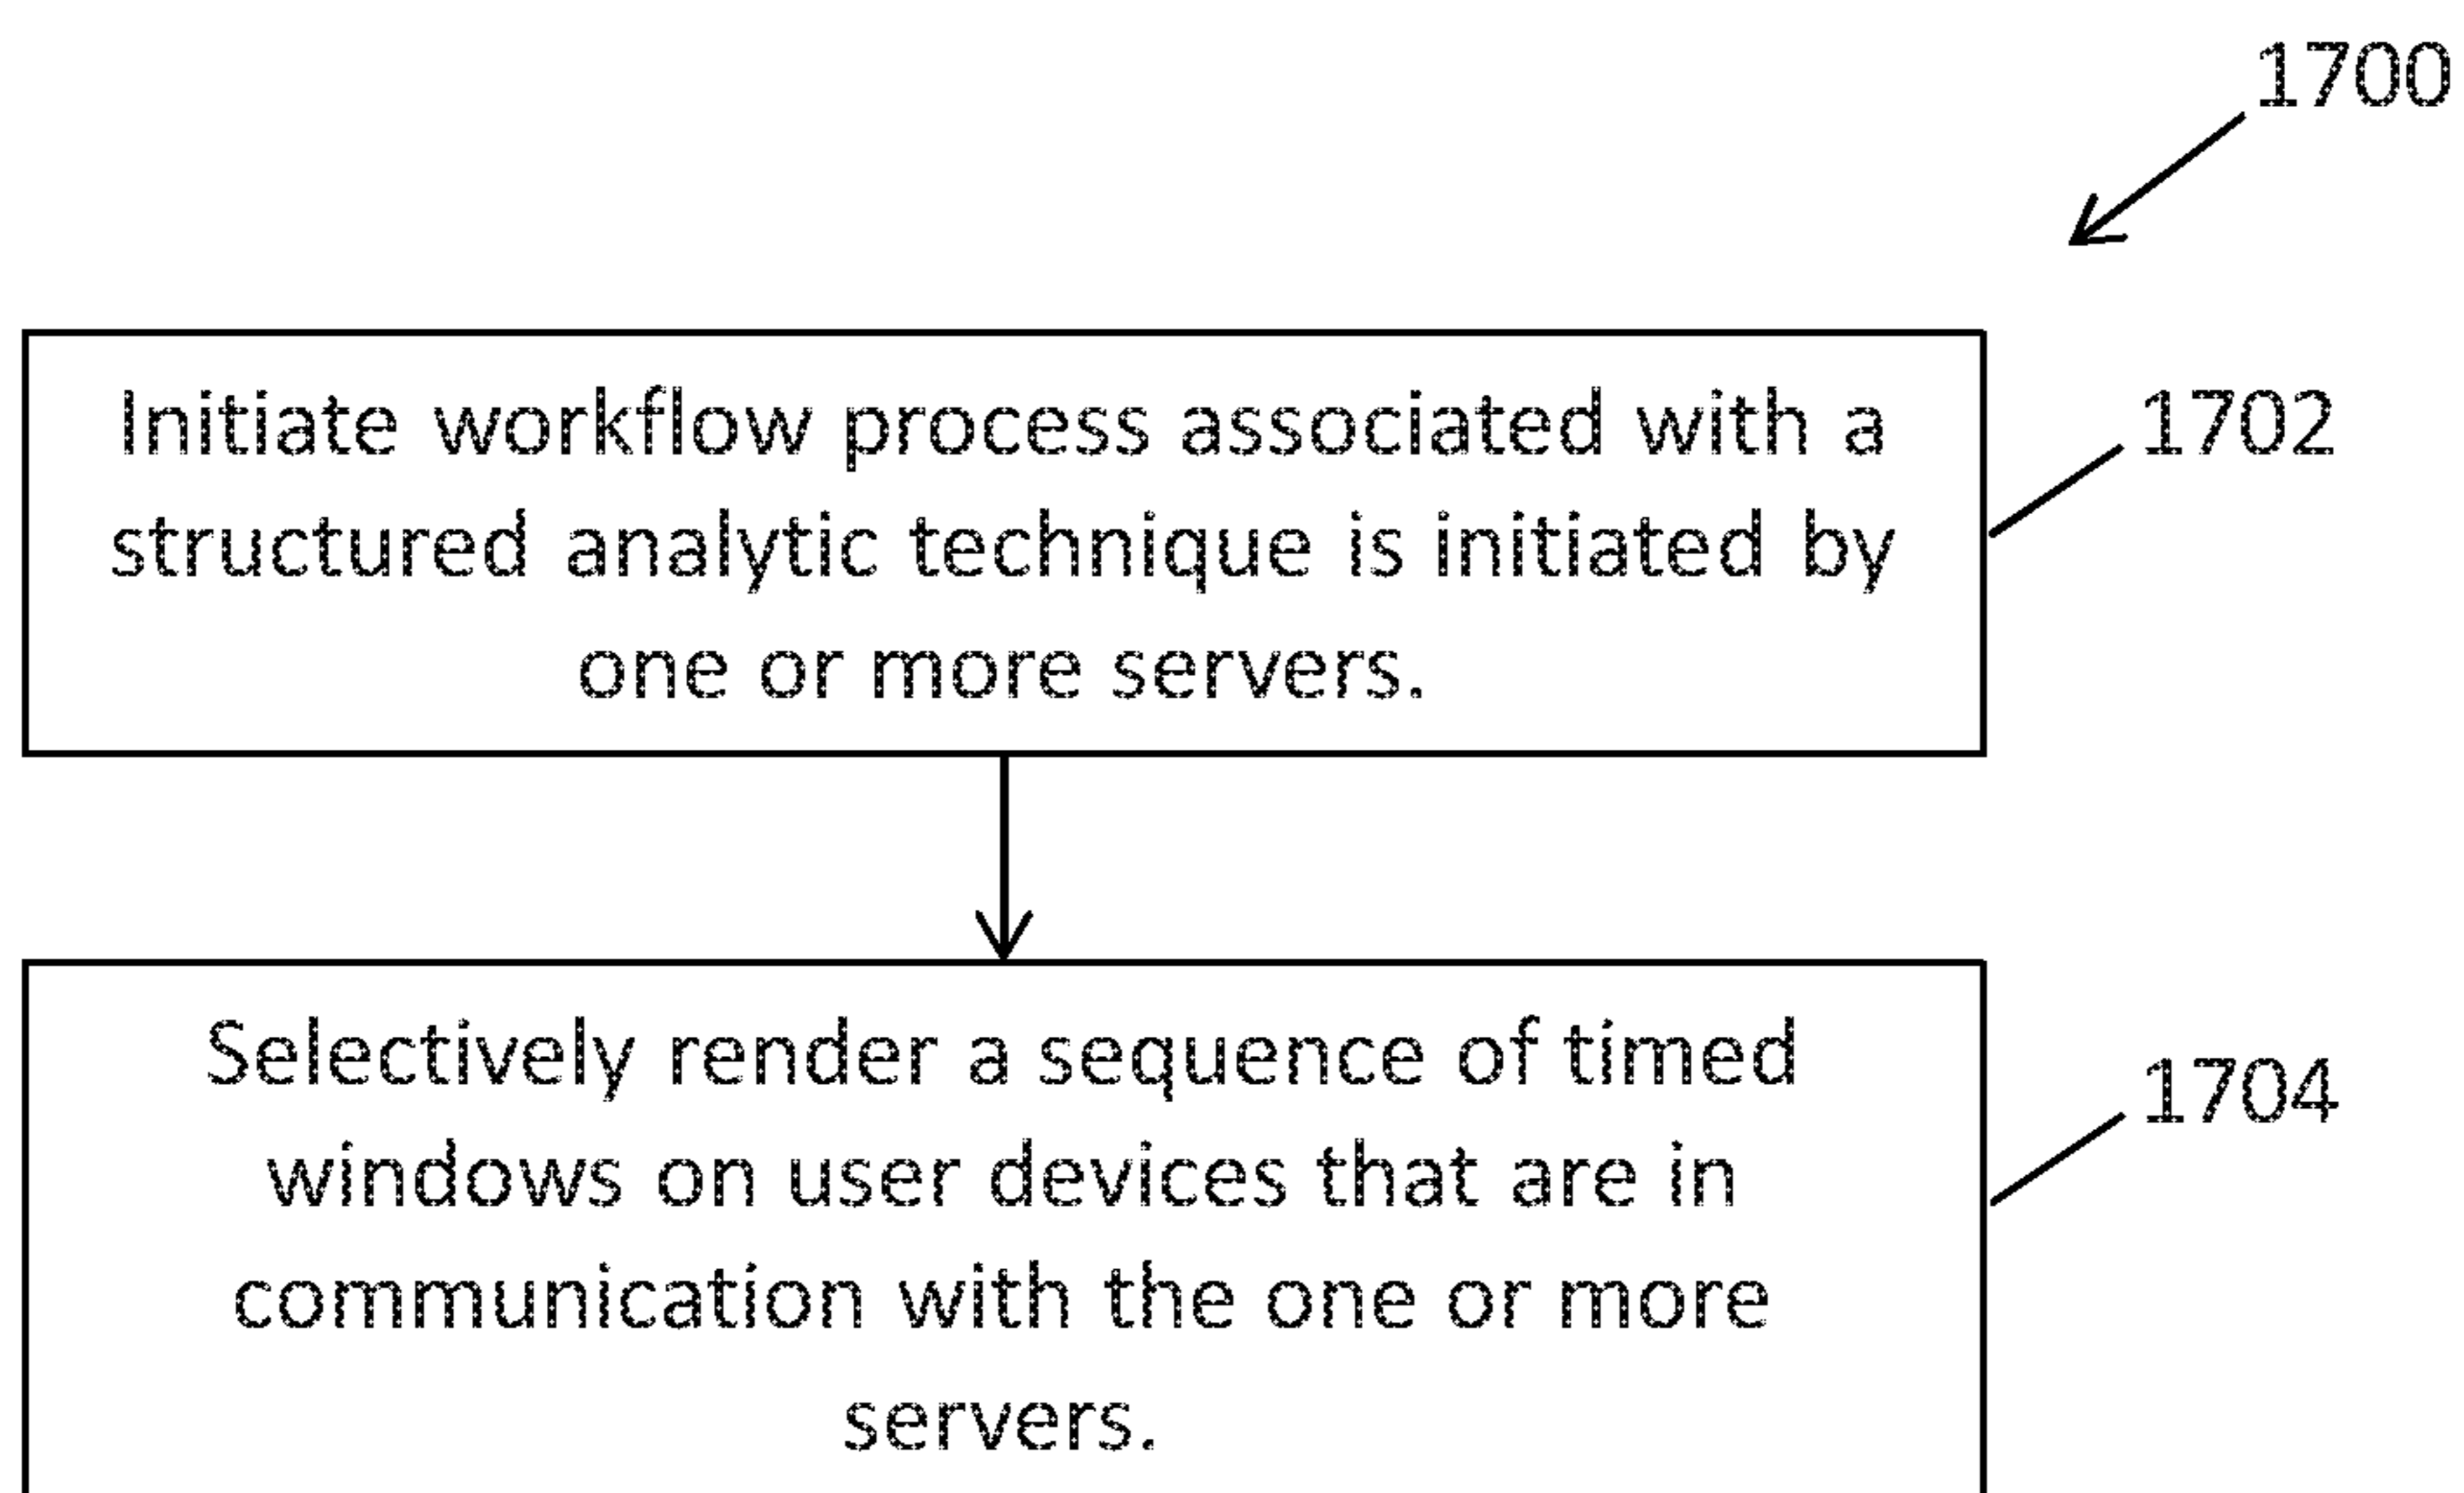 1700
Initiate workflow process associated with a
1702
structured analytic technique is initiated by
one or more servers.
Selectively render a sequence of timed
1704
windows on user devices that are in
communication with the one or more
servers.